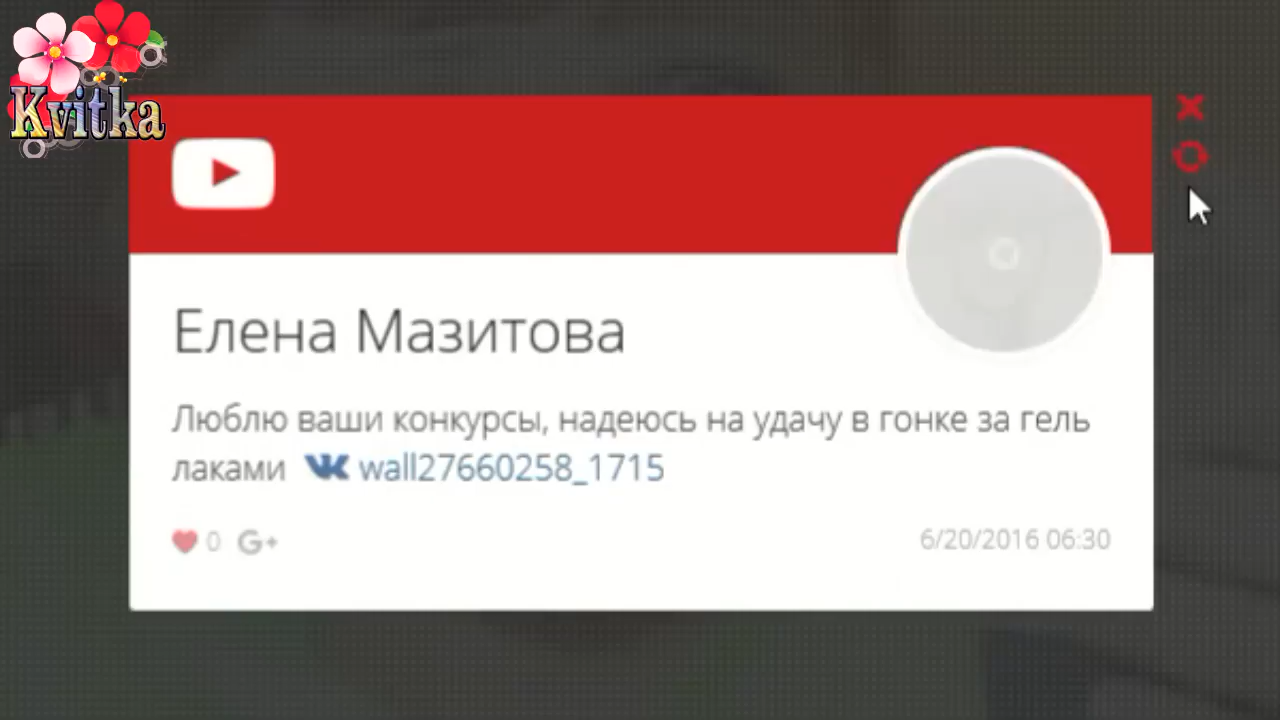 Kvitka
Елена Мазитова
Люблю ваши конкурсы, надеюсь на удачу в гонке за гель
лаками wall27660258_1715
0 G+
6/20/2016 06:30